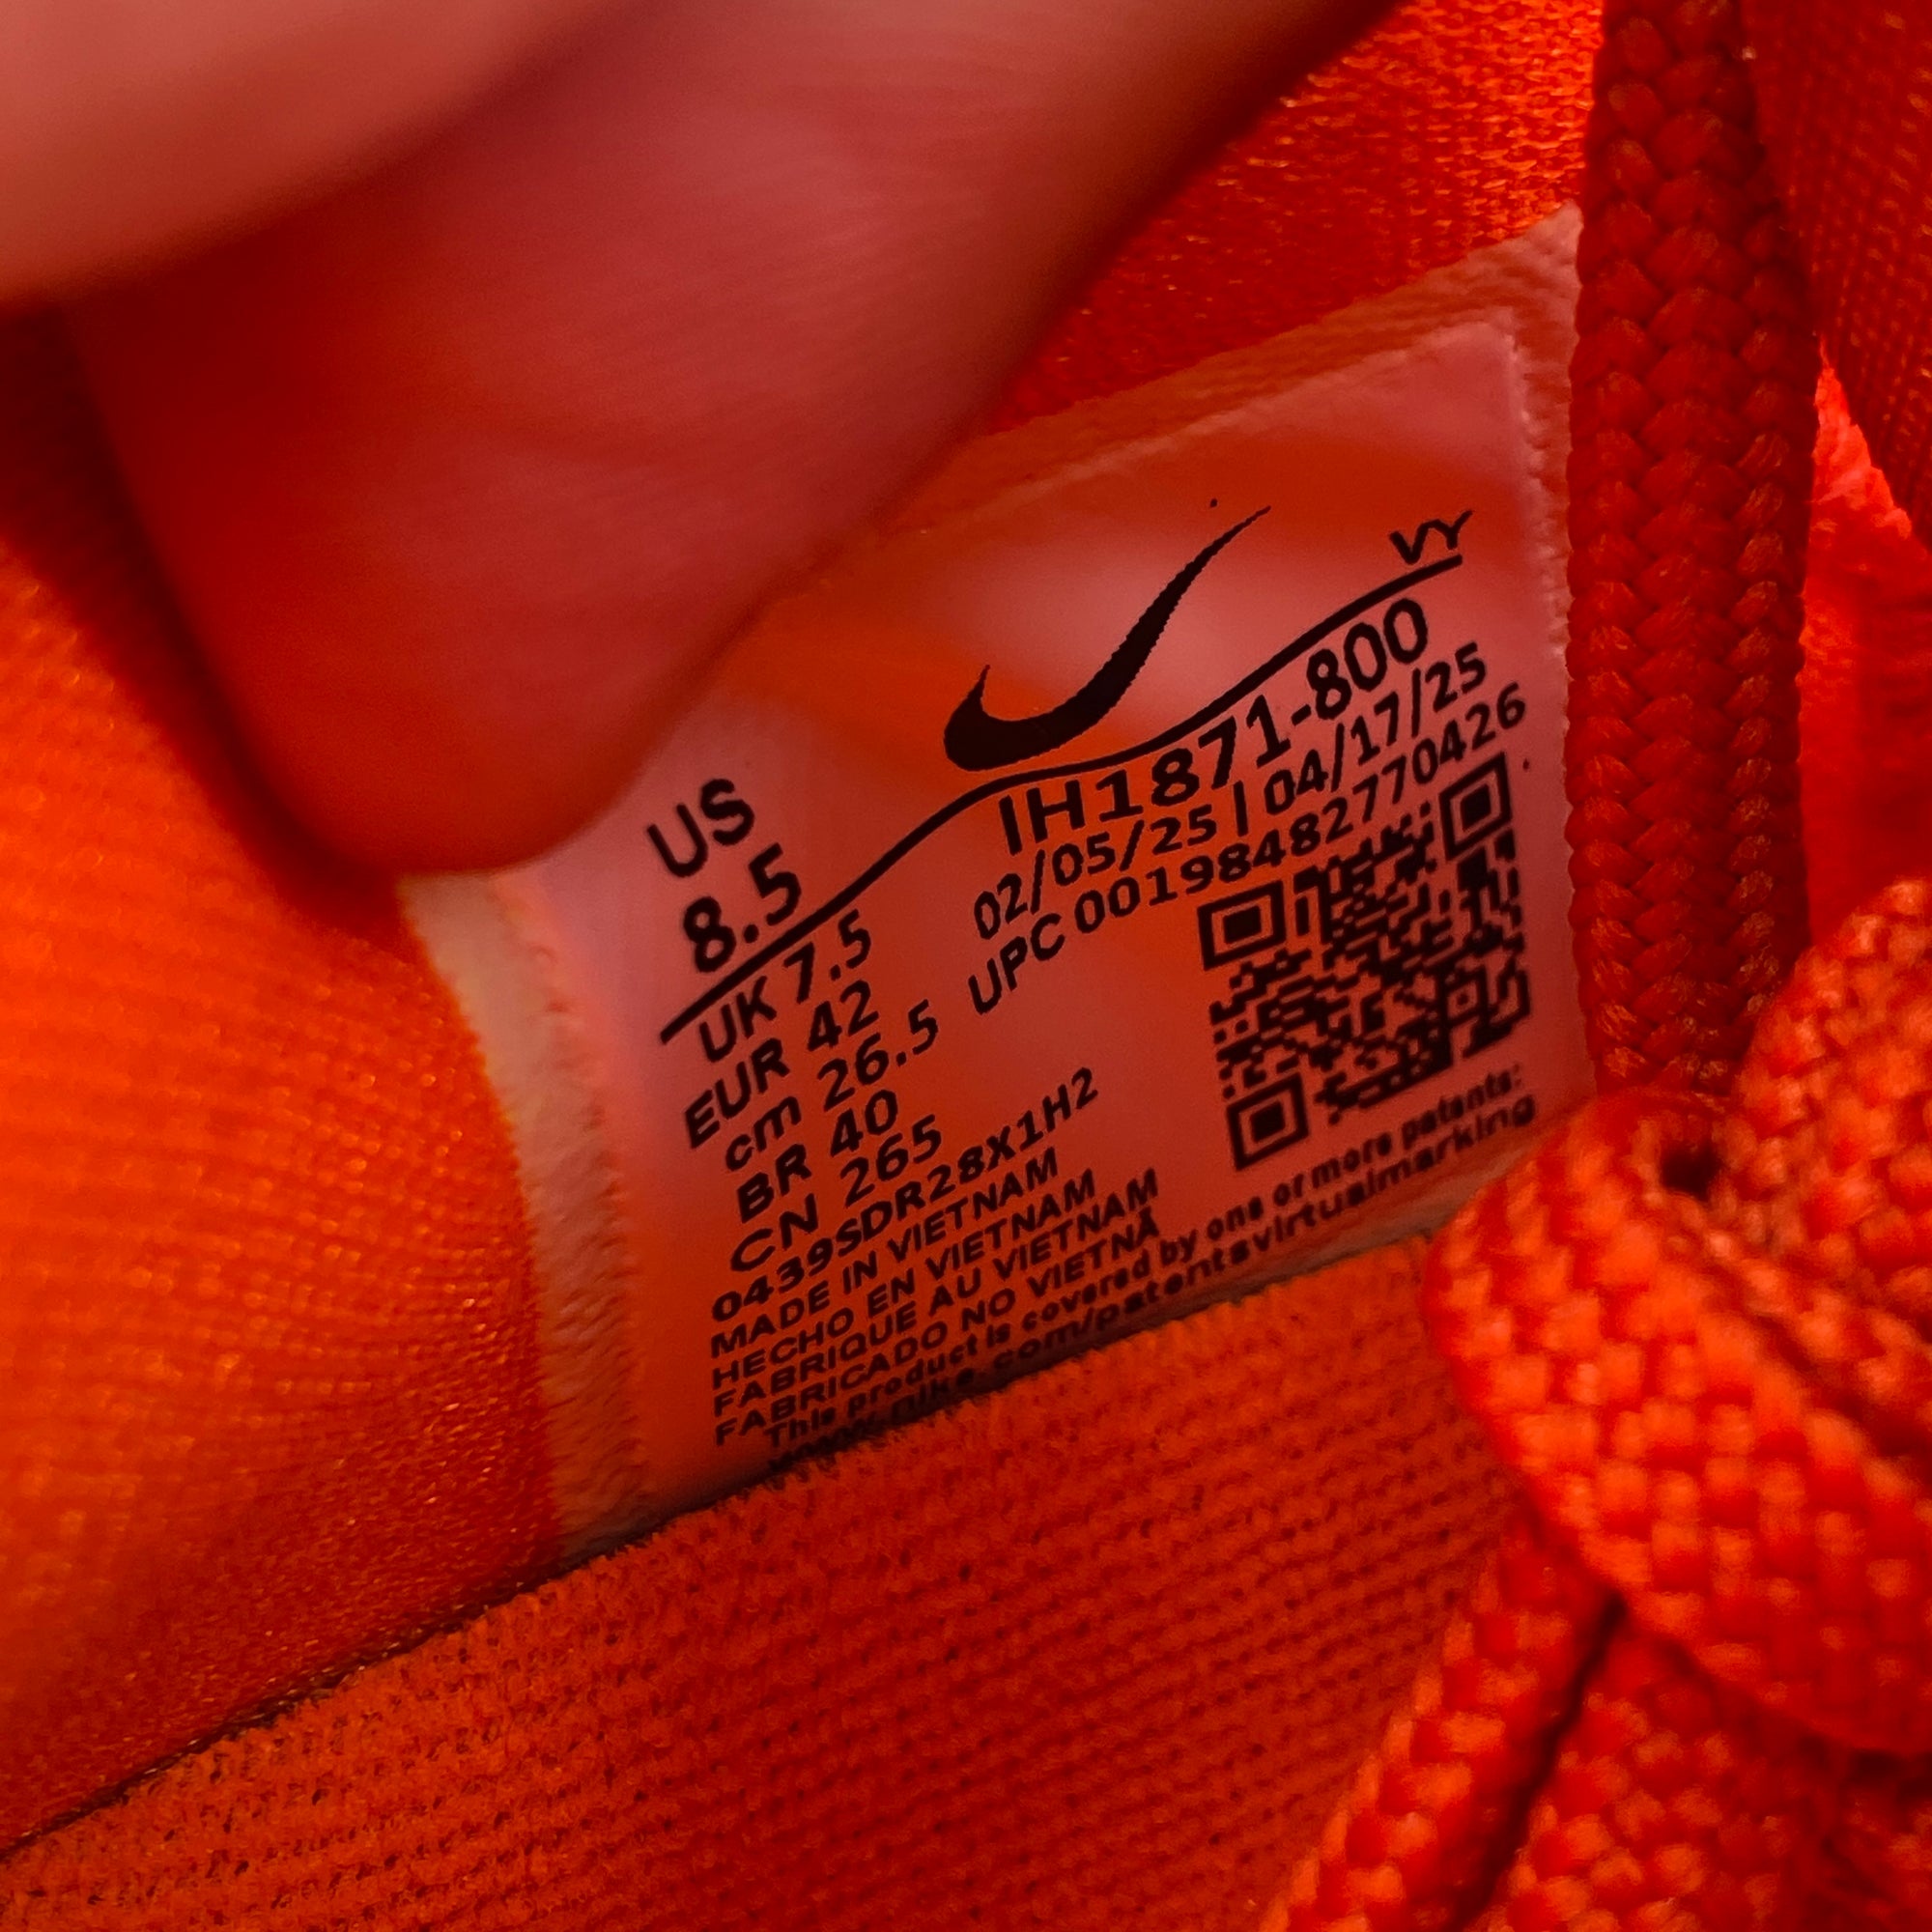 VY
US
8.5
IH1871-800
02/05/25 | 04/17/25
UPC 00198482770426
UK 7.5
EUR 42
cm 26.5
BR 40
CN 265
0439SDR28X1H2
MADE IN VIETNAM
HECHO EN VIETNAM
FABRIQUE AU VIETNAM
FABRICADO NO VIETNÃ
This product is covered by one or more patents:
www.nike.com/patentsvirtualmarking